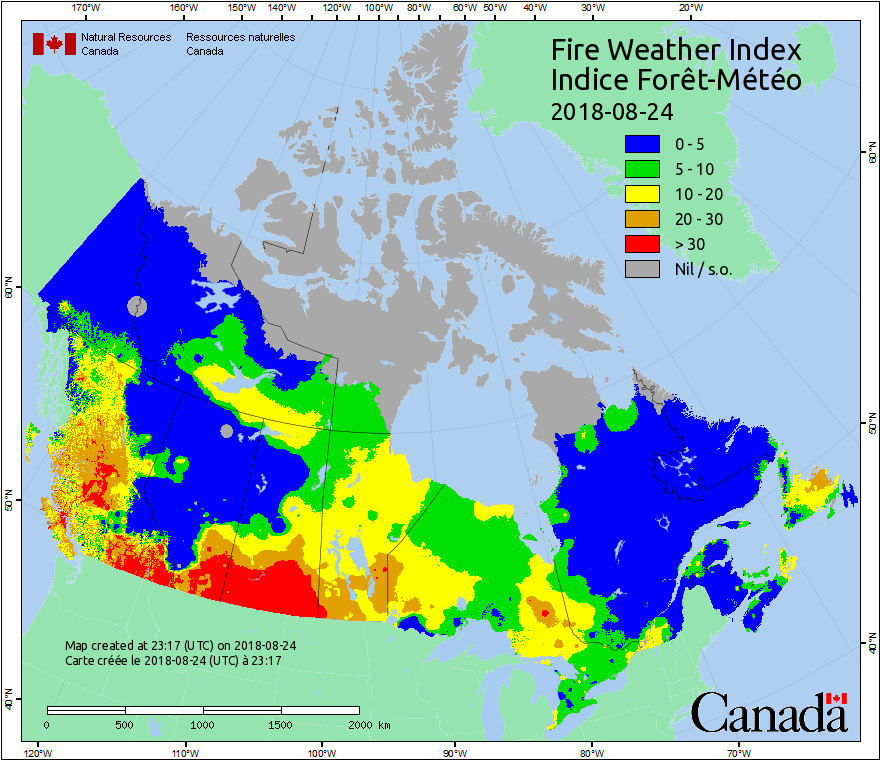 170°W 160°W 150°W 140°W 120°W 100°W 80°W 60°W 50°W 40°W 30°W 20°W
Natural Resources Ressources naturelles
Canada Canada
Fire Weather Index
Indice Forêt-Météo
2018-08-24
0 - 5
5 - 10
10 - 20
20 - 30
> 30
Nil / s.o.
60°N 60°N
50°N 50°N
40°N 40°N
Map created at 23:17 (UTC) on 2018-08-24
Carte créée le 2018-08-24 (UTC) à 23:17
0 500 1000 1500 2000 km
Canada
120°W 110°W 100°W 90°W 80°W 70°W